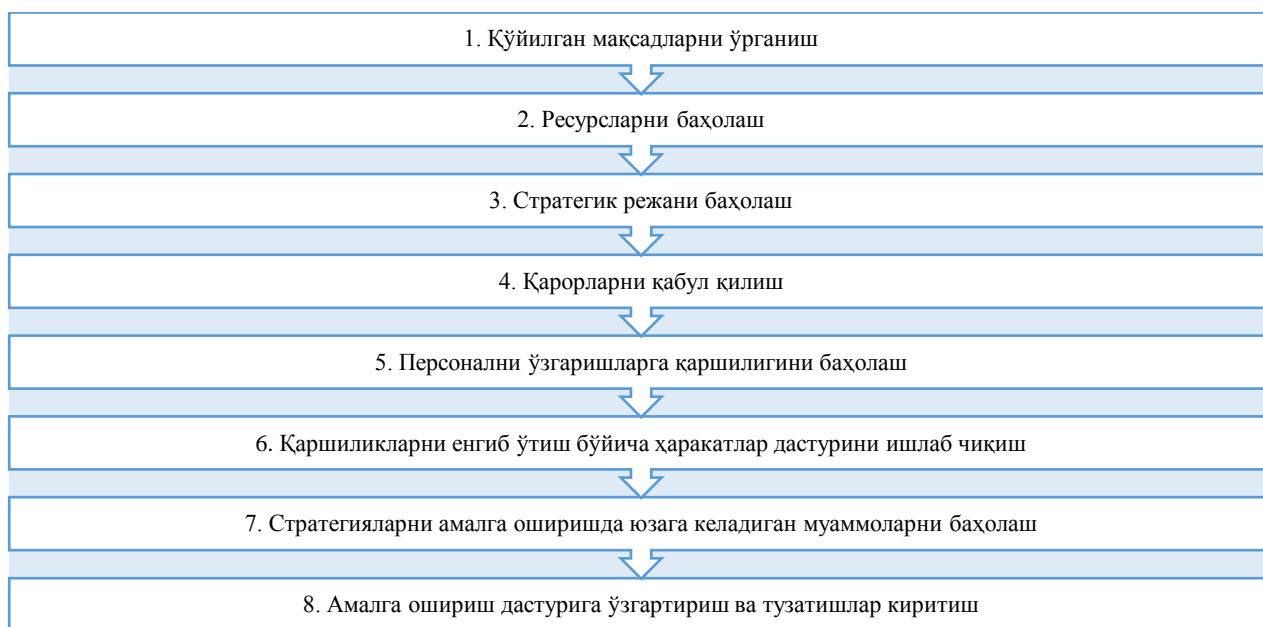 1. Қўйилган мақсадларни ўрганиш
2. Ресурсларни баҳолаш
3. Стратегик режани баҳолаш
4. Қарорларни қабул қилиш
5. Персонални ўзгаришларга қаршилигини баҳолаш
6. Қаршиликларни енгиб ўтиш бўйича ҳаракатлар дастурини ишлаб чиқиш
7. Стратегияларни амалга оширишда юзага келадиган муаммоларни баҳолаш
8. Амалга ошириш дастурига ўзгартириш ва тузатишлар киритиш